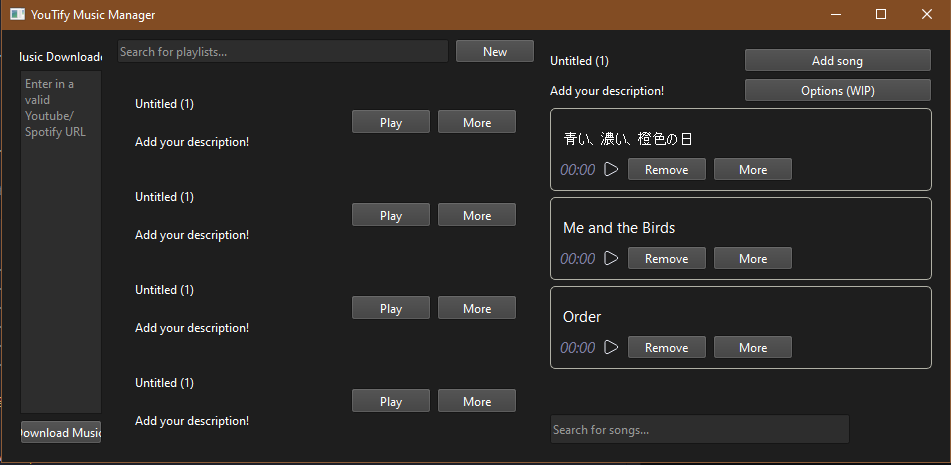 YouTify Music Manager
usic Downloade
Enter in a
valid
Youtube/
Spotify URL
Download Music
Search for playlists...
New
Untitled (1)
Add your description!
Play
More
Untitled (1)
Add your description!
Play
More
Untitled (1)
Add your description!
Play
More
Untitled (1)
Add your description!
Play
More
Untitled (1)
Add song
Add your description!
Options (WIP)
青い、濃い、橙色の日
00:00
Remove
More
Me and the Birds
00:00
Remove
More
Order
00:00
Remove
More
Search for songs...